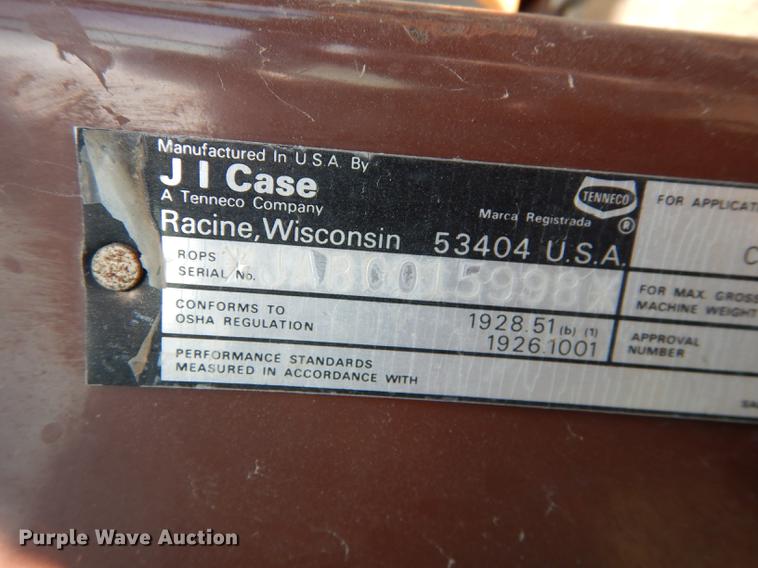 Manufactured In U.S.A. By
J I Case
A Tenneco Company
Racine, Wisconsin 53404 U.S.A.
Marca Registrada
TENNECO
®
ROPS
SERIAL No. *JAB0015998*
CONFORMS TO
OSHA REGULATION
1928.51 (b) (1)
1926.1001
PERFORMANCE STANDARDS
MEASURED IN ACCORDANCE WITH
FOR APPLICAT
C
FOR MAX. GROSS
MACHINE WEIGHT
APPROVAL
NUMBER
SA
Purple Wave Auction